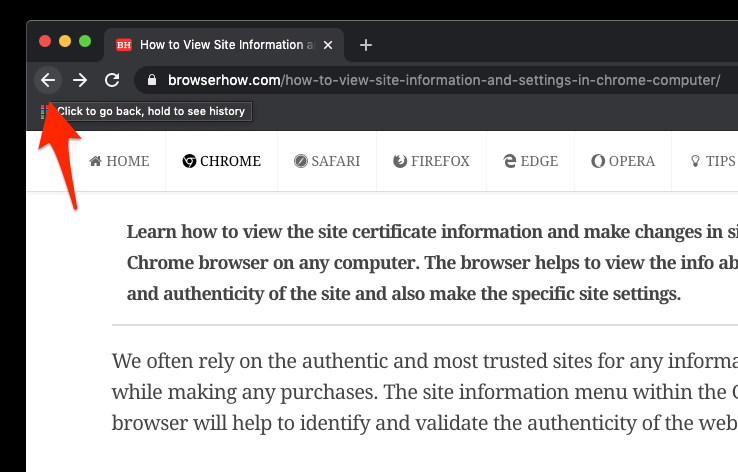 BH How to View Site Information a
browserhow.com/how-to-view-site-information-and-settings-in-chrome-computer/
Click to go back, hold to see history
HOME CHROME SAFARI FIREFOX EDGE OPERA TIPS
Learn how to view the site certificate information and make changes in si
Chrome browser on any computer. The browser helps to view the info ab
and authenticity of the site and also make the specific site settings.
We often rely on the authentic and most trusted sites for any informa
while making any purchases. The site information menu within the C
browser will help to identify and validate the authenticity of the web